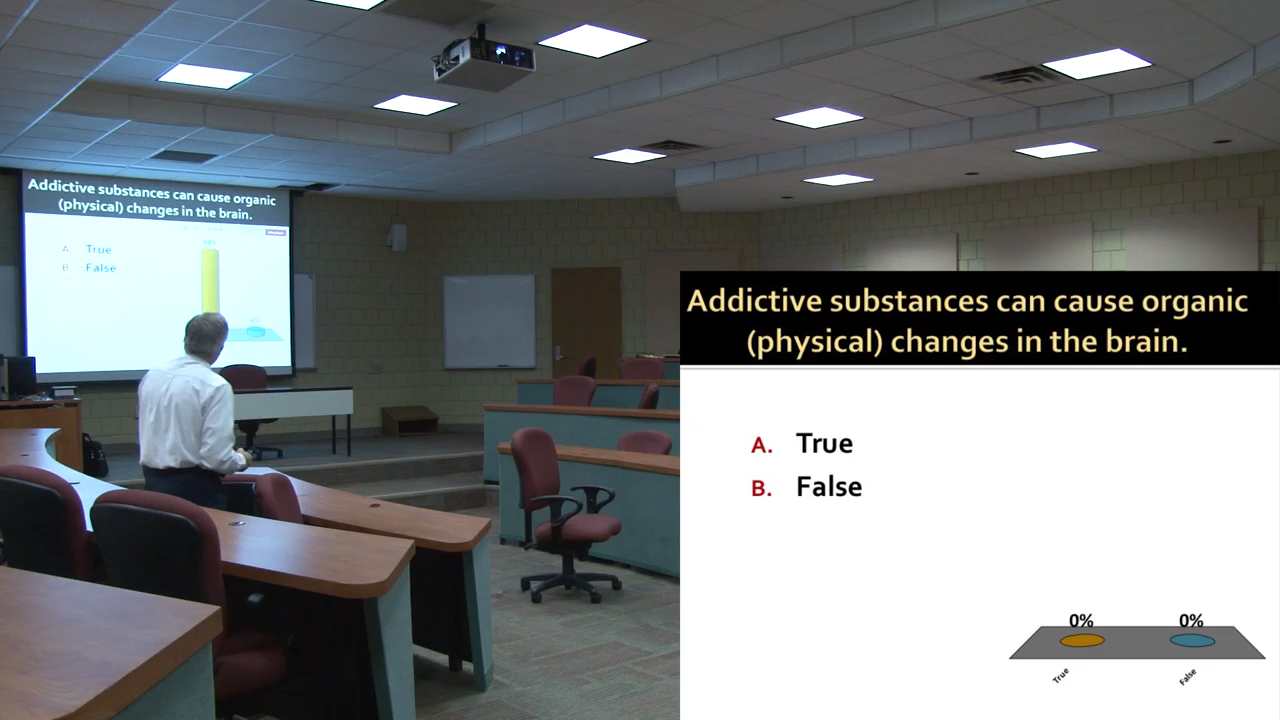 Addictive substances can cause organic
(physical) changes in the brain.
A. True
B. False
Addictive substances can cause organic
(physical) changes in the brain.
A. True
B. False
0% 0%
True False